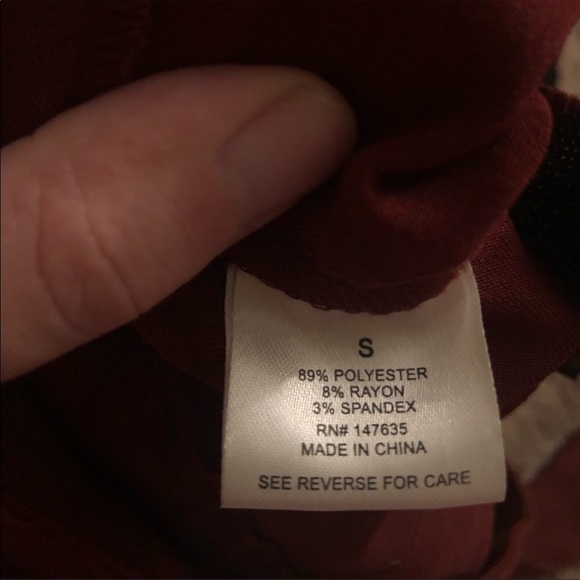 S
89% POLYESTER
8% RAYON
3% SPANDEX
RN# 147635
MADE IN CHINA
SEE REVERSE FOR CARE